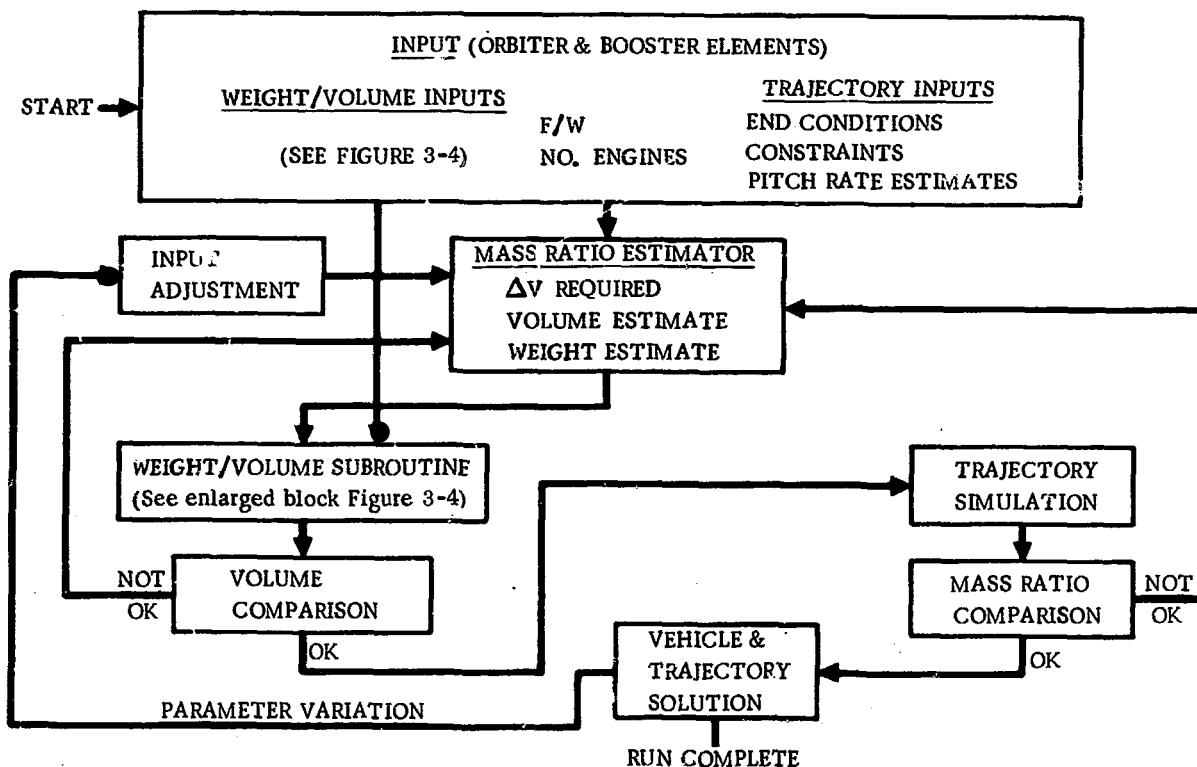 INPUT (ORBITER & BOOSTER ELEMENTS)
START
WEIGHT/VOLUME INPUTS
(SEE FIGURE 3-4)
F/W
NO. ENGINES
TRAJECTORY INPUTS
END CONDITIONS
CONSTRAINTS
PITCH RATE ESTIMATES
INPUT
ADJUSTMENT
MASS RATIO ESTIMATOR
ΔV REQUIRED
VOLUME ESTIMATE
WEIGHT ESTIMATE
WEIGHT/VOLUME SUBROUTINE
(See enlarged block Figure 3-4)
TRAJECTORY
SIMULATION
NOT
OK
VOLUME
COMPARISON
OK
MASS RATIO
COMPARISON
NOT
OK
OK
VEHICLE &
TRAJECTORY
SOLUTION
PARAMETER VARIATION
RUN COMPLETE